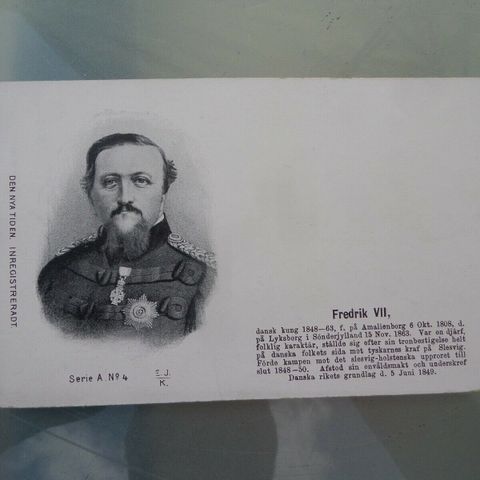 DEN NYA TIDEN. INREGISTRERADT
Serie A. Nº 4
J.
K.
Fredrik VII,
dansk kung 1848—63, f. på Amalienborg 6 Okt. 1808, d.
på Lyksborg i Sönderjylland 15 Nov. 1863. Var en djärf,
folklig karaktär, ställde sig efter sin tronbestigelse helt
på danska folkets sida mot tyskarnes kraf på Slesvig.
Förde kampen mot det slesvig-holstenska upproret till
slut 1848—50. Afstod sin enväldsmakt och underskref
Danska rikets grundlag d. 5 Juni 1849.